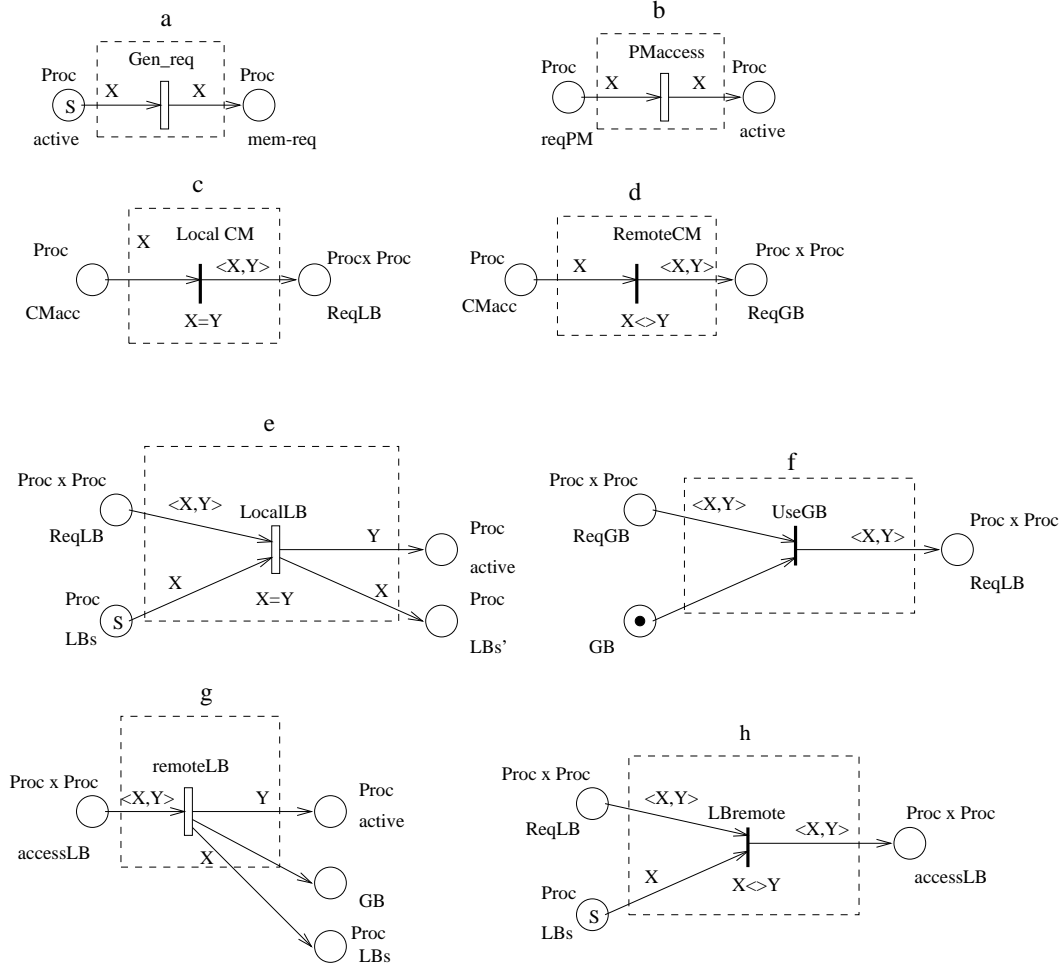 a
Gen_req
Proc
X
X
Proc
S
active
mem-req
b
PMaccess
Proc
X
X
Proc
reqPM
active
c
Proc
X
Local CM
<X,Y>
Procx Proc
CMacc
X=Y
ReqLB
d
RemoteCM
Proc
X
<X,Y>
Proc x Proc
CMacc
X<>Y
ReqGB
e
Proc x Proc
<X,Y>
LocalLB
ReqLB
Y
Proc
active
X
Proc
X=Y
X
Proc
S
LBs
LBs'
f
Proc x Proc
<X,Y>
UseGB
ReqGB
<X,Y>
Proc x Proc
ReqLB
GB
g
remoteLB
Proc x Proc
<X,Y>
Y
Proc
active
accessLB
X
GB
Proc
LBs
h
Proc x Proc
<X,Y>
LBremote
ReqLB
<X,Y>
Proc x Proc
X
X<>Y
accessLB
Proc
S
LBs